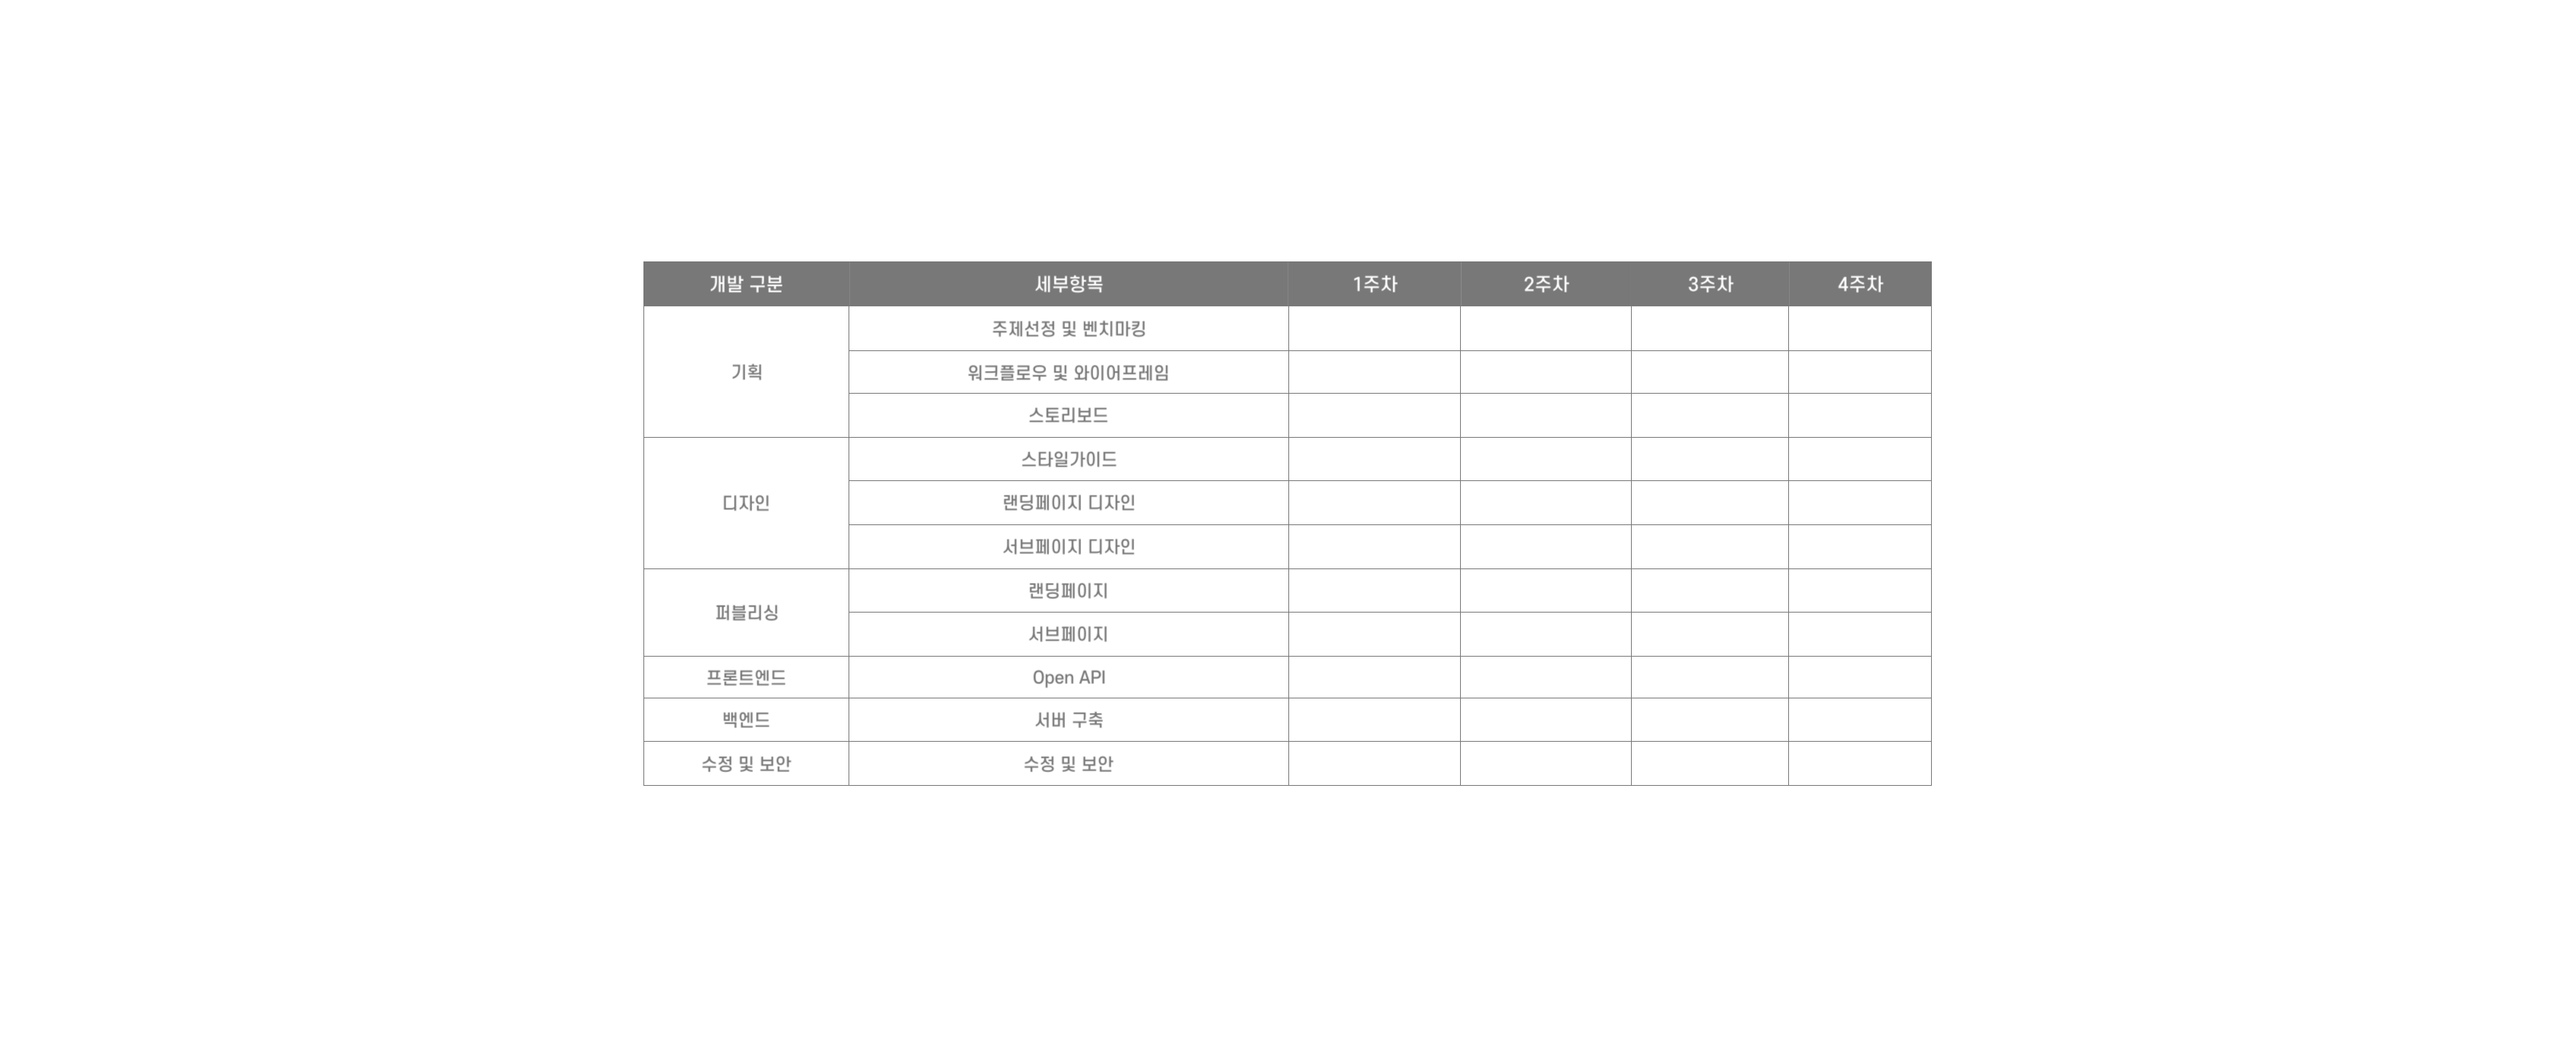 개발 구분 세부항목 1주차 2주차 3주차 4주차
기획 주제선정 및 벤치마킹
워크플로우 및 와이어프레임
스토리보드
디자인 스타일가이드
랜딩페이지 디자인
서브페이지 디자인
퍼블리싱 랜딩페이지
서브페이지
프론트엔드 Open API
백엔드 서버 구축
수정 및 보안 수정 및 보안